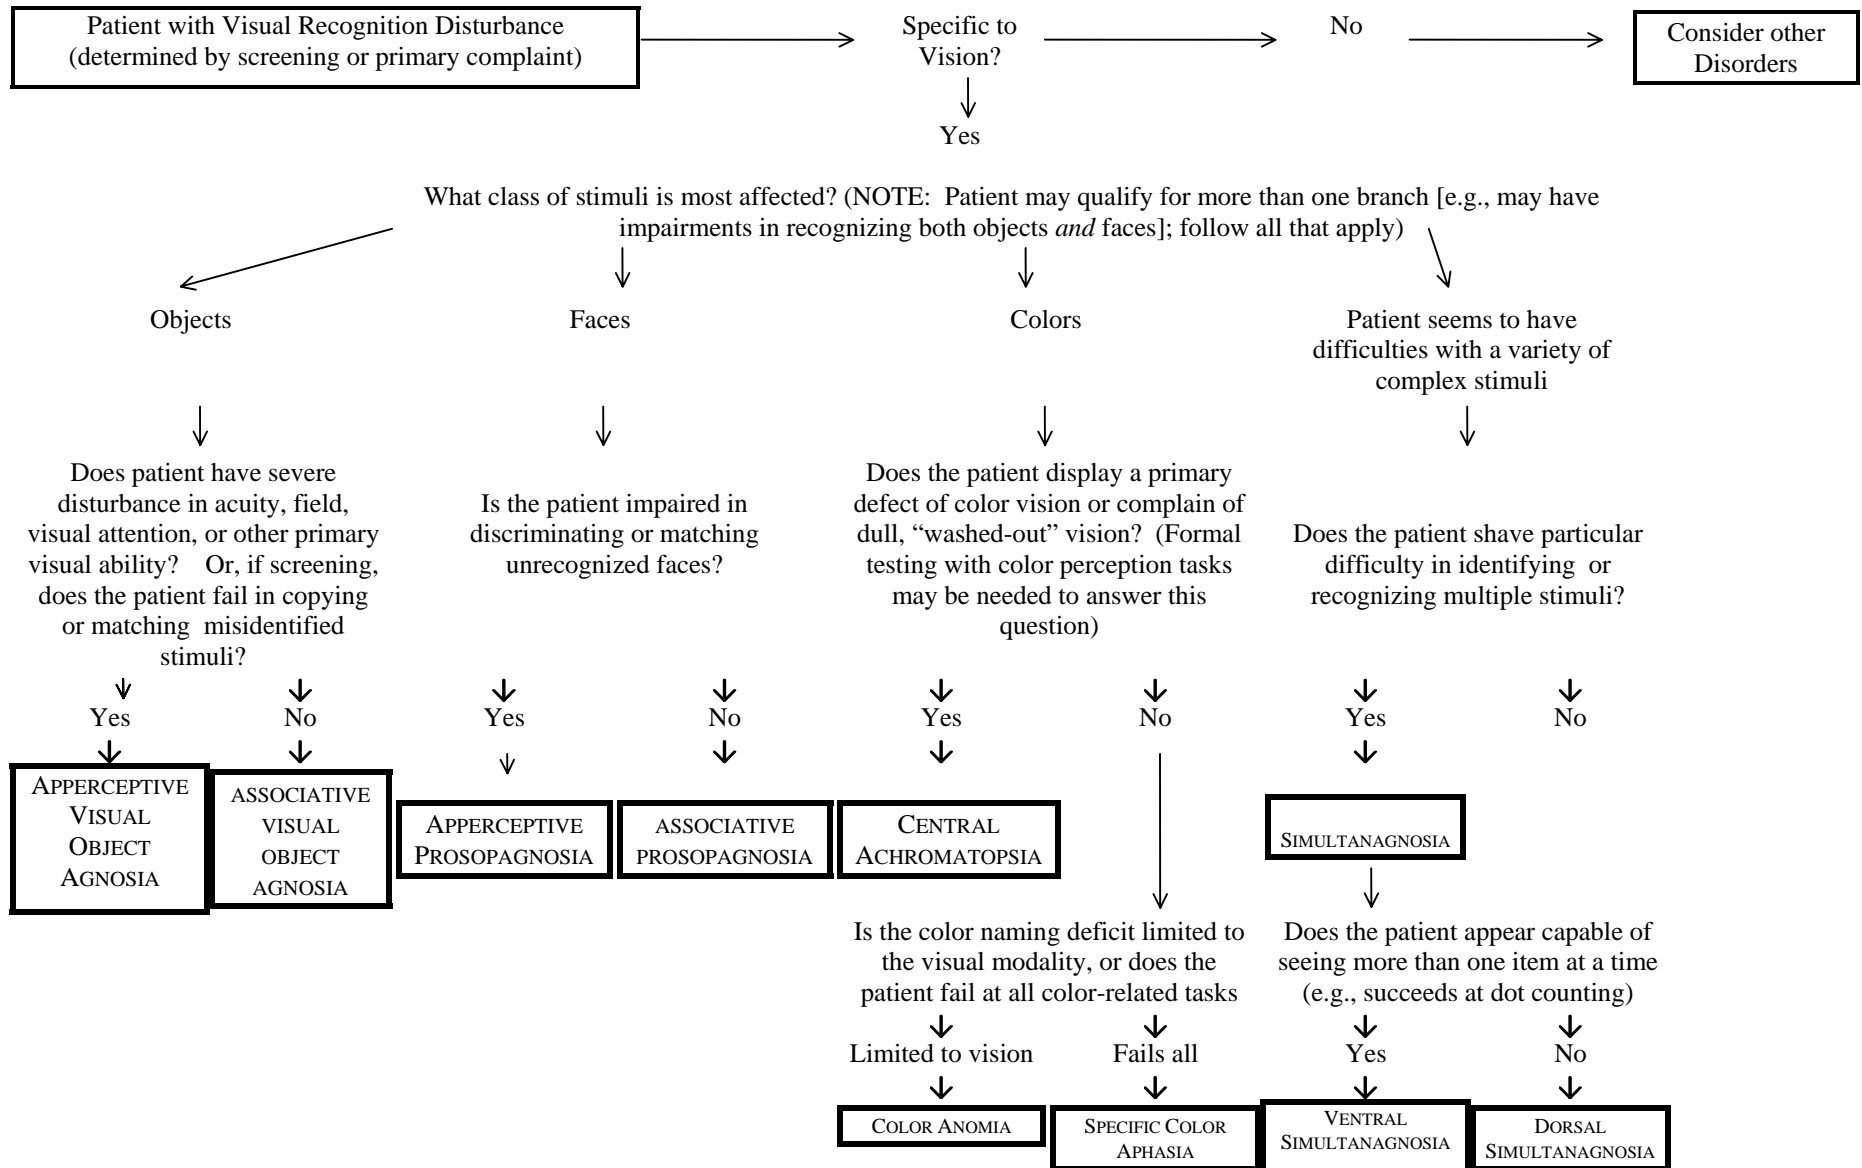 Patient with Visual Recognition Disturbance
(determined by screening or primary complaint)
Specific to
Vision?
No
Consider other
Disorders
Yes
What class of stimuli is most affected? (NOTE:  Patient may qualify for more than one branch [e.g., may have
impairments in recognizing both objects and faces]; follow all that apply)
Objects
Faces
Colors
Patient seems to have
difficulties with a variety of
complex stimuli
Does patient have severe
disturbance in acuity, field,
visual attention, or other primary
visual ability?   Or, if screening,
does the patient fail in copying
or matching  misidentified
stimuli?
Is the patient impaired in
discriminating or matching
unrecognized faces?
Does the patient display a primary
defect of color vision or complain of
dull, “washed-out” vision?  (Formal
testing with color perception tasks
may be needed to answer this
question)
Does the patient shave particular
difficulty in identifying  or
recognizing multiple stimuli?
Yes
No
Yes
No
Yes
No
Yes
No
APPERCEPTIVE
VISUAL
OBJECT
AGNOSIA
ASSOCIATIVE
VISUAL
OBJECT
AGNOSIA
APPERCEPTIVE
PROSOPAGNOSIA
ASSOCIATIVE
PROSOPAGNOSIA
CENTRAL
ACHROMATOPSIA
SIMULTANAGNOSIA
Is the color naming deficit limited to
the visual modality, or does the
patient fail at all color-related tasks
Does the patient appear capable of
seeing more than one item at a time
(e.g., succeeds at dot counting)
Limited to vision
Fails all
Yes
No
COLOR ANOMIA
SPECIFIC COLOR
APHASIA
VENTRAL
SIMULTANAGNOSIA
DORSAL
SIMULTANAGNOSIA